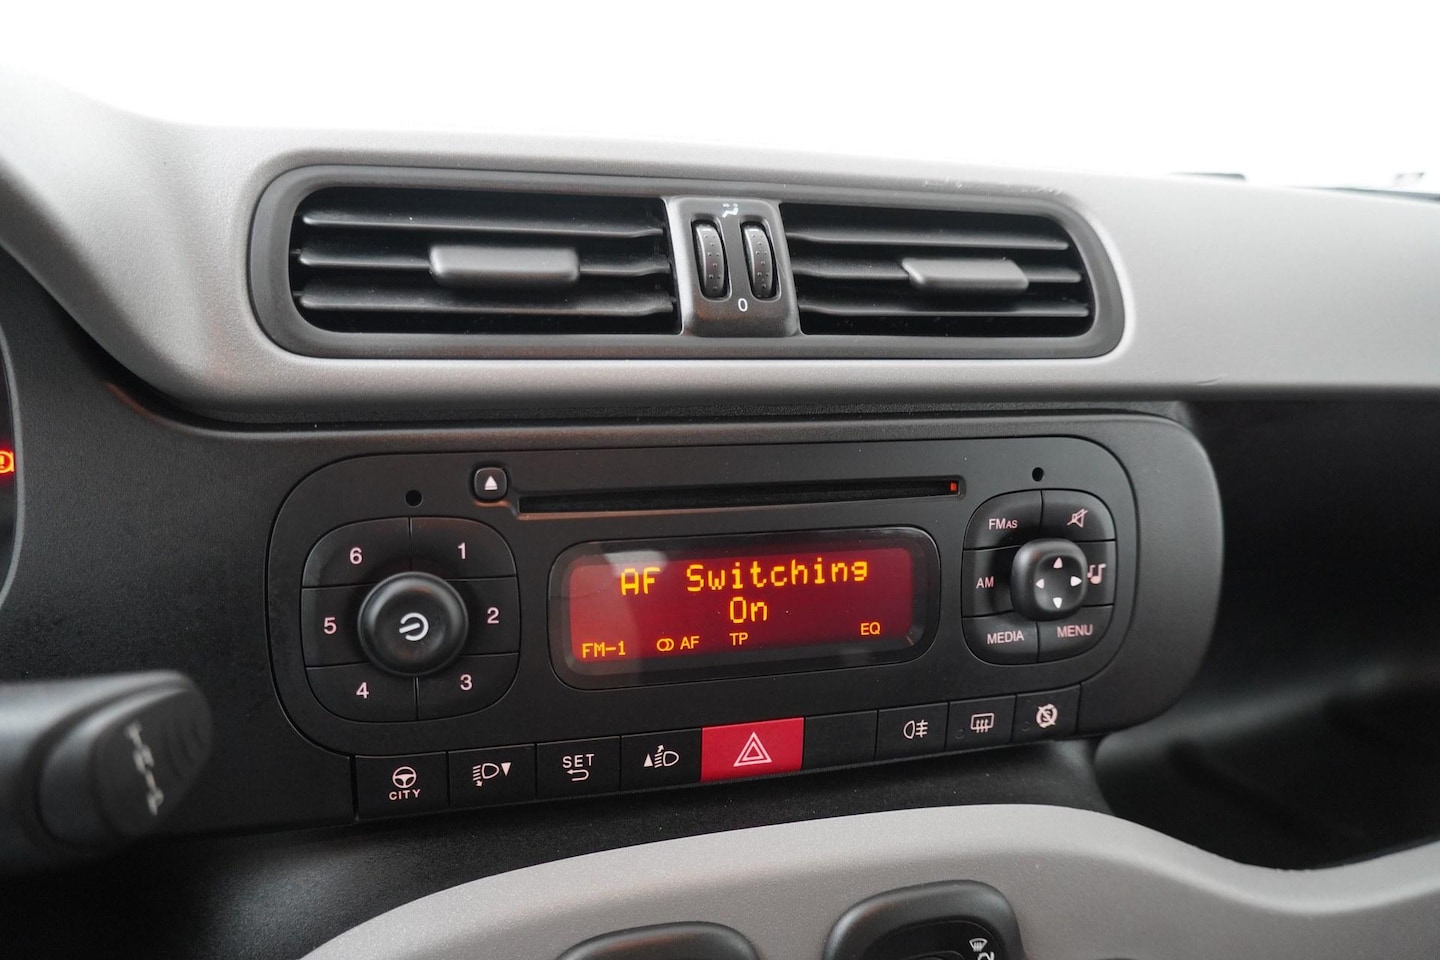 0
6
1
5
2
4
3
AF Switching
On
FM-1 AF TP EQ
FMAS
AM
MEDIA
MENU
CITY
SET